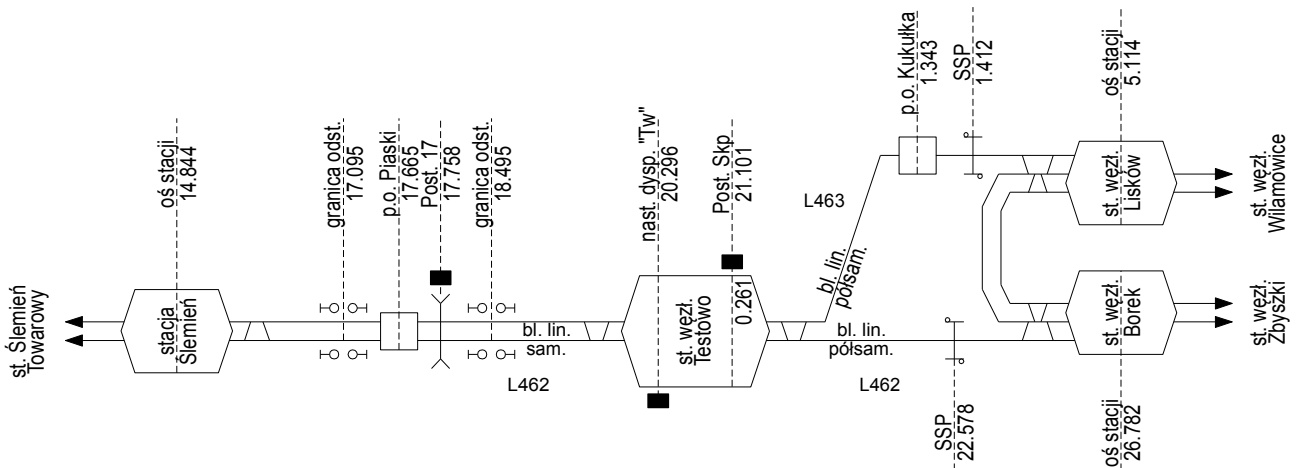 st. Ślemień
Towarowy
oś stacji
14.844
stacja
Ślemień
granica odst.
17.095
p.o. Piaski
17.665
Post. 17
17.758
granica odst.
18.495
bl. lin.
sam.
L462
nast. dysp. "Tw"
20.296
st. węzł.
Testowo
Post. Skp
21.101
0.261
L463
bl. lin.
półsam.
bl. lin.
półsam.
L462
p.o. Kukułka
1.343
SSP
1.412
SSP
22.578
oś stacji
5.114
st. węzł.
Lisków
st. węzł.
Wilamowice
st. węzł.
Borek
oś stacji
26.782
st. węzł.
Zbyszki